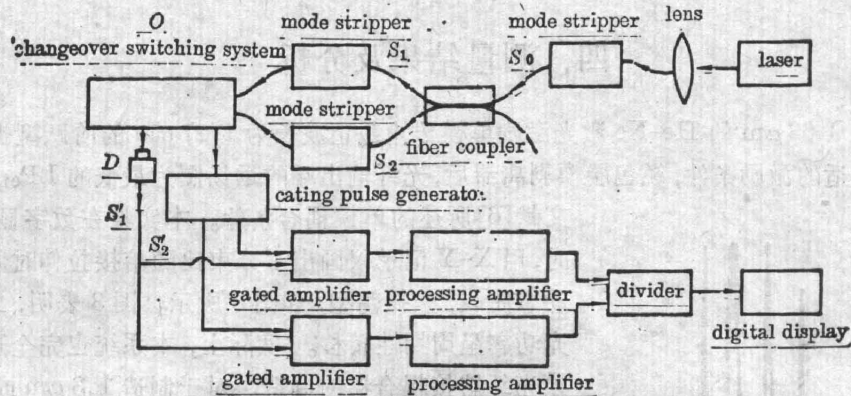 O
mode stripper
mode stripper
lens
changeover switching system
S₁
S₀
laser
mode stripper
S₂
fiber coupler
D
cating pulse generator
S′₁
S′₂
gated amplifier
processing amplifier
divider
digital display
gated amplifier
processing amplifier